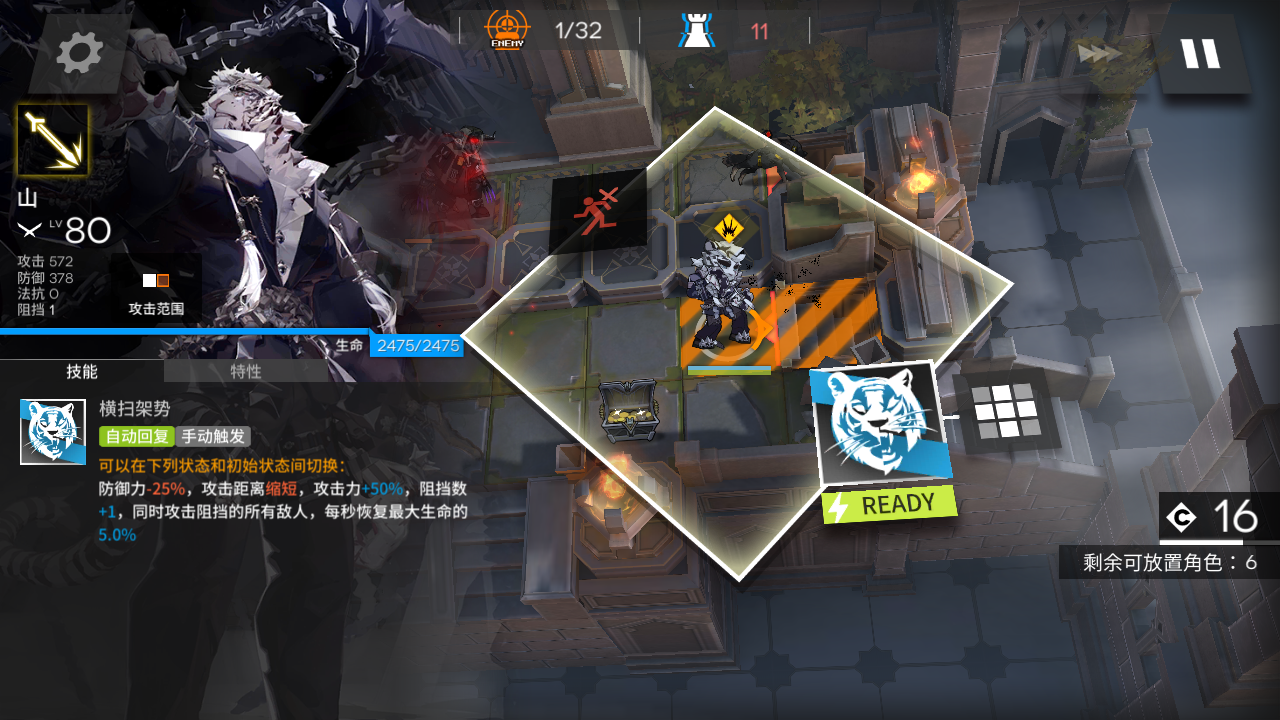 ENEMY
1/32
11
山
LV 80
攻击 572
防御 378
法抗 0
阻挡 1
攻击范围
生命 2475/2475
技能
特性
横扫架势
自动回复 手动触发
可以在下列状态和初始状态间切换：
防御力-25%，攻击距离缩短，攻击力+50%，阻挡数
+1，同时攻击阻挡的所有敌人，每秒恢复最大生命的
5.0%
READY
C 16
剩余可放置角色：6